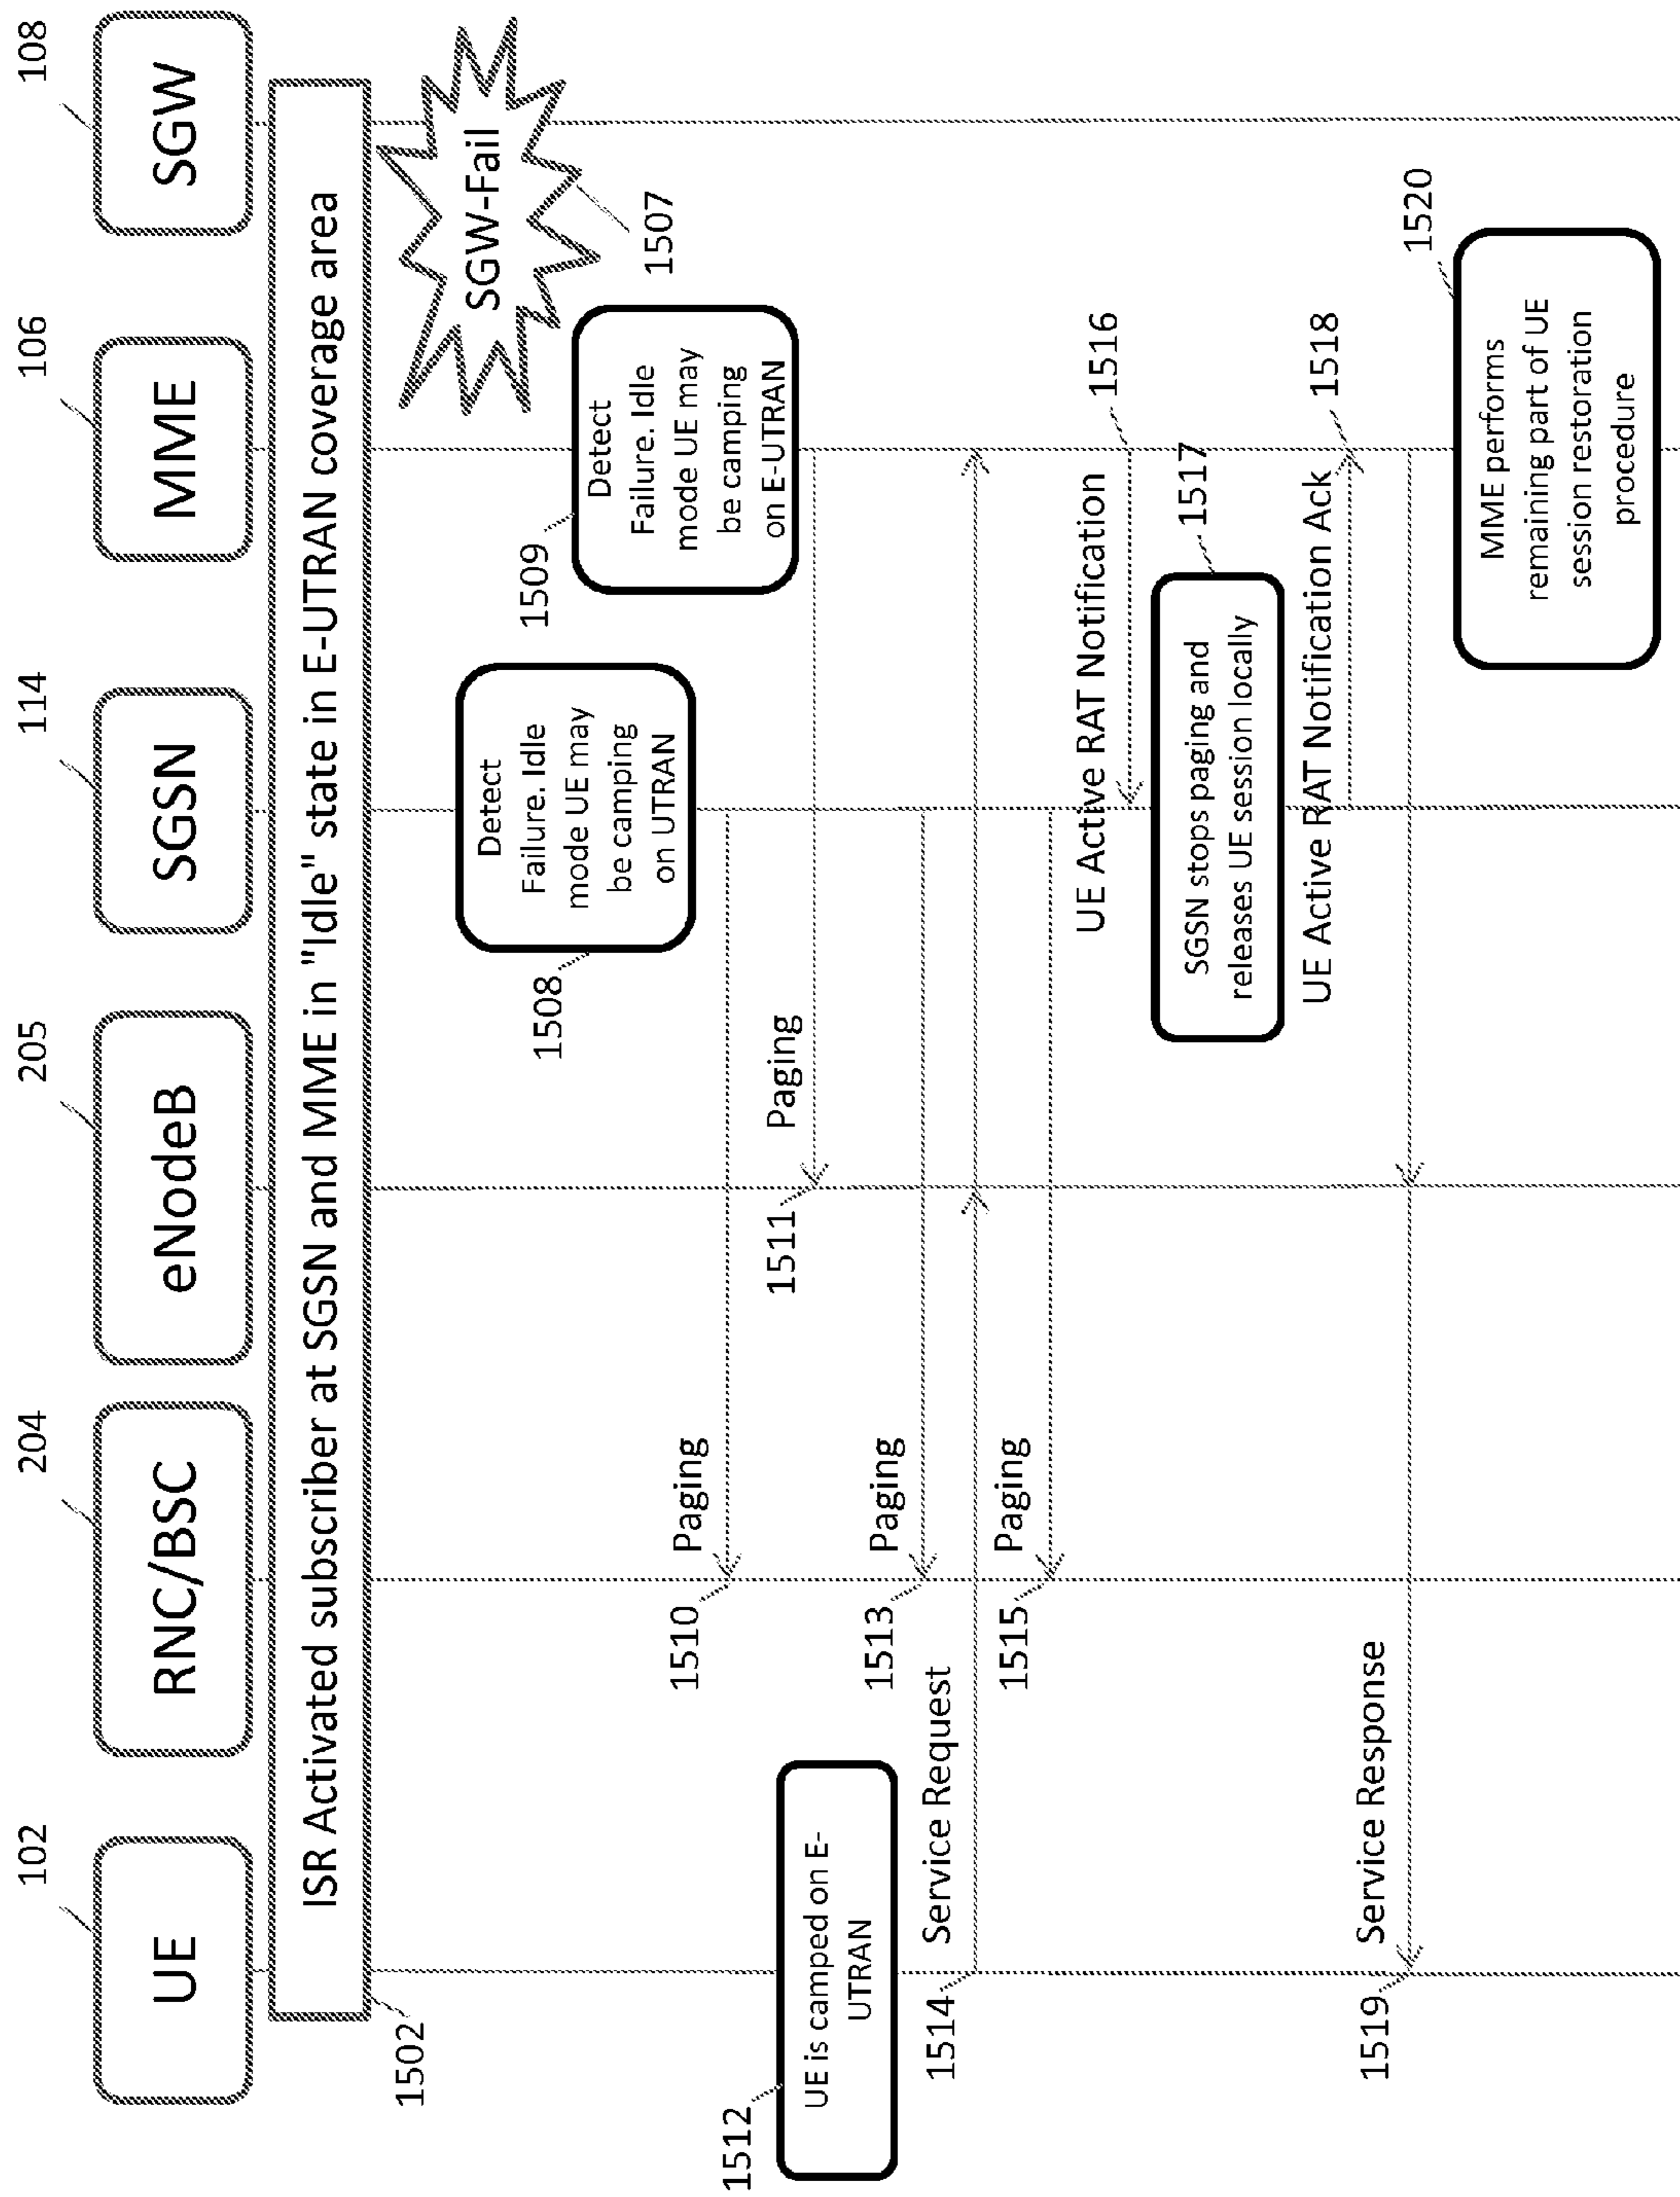 102
204
205
114
106
108
UE
RNC/BSC
eNodeB
SGSN
MME
SGW
ISR Activated subscriber at SGSN and MME in "Idle" state in E-UTRAN coverage area
1502
SGW-Fail
1507
1508
Detect
Failure. Idle
mode UE may
be camping
on UTRAN
1509
Detect
Failure. Idle
mode UE may
be camping
on E-UTRAN
1510
Paging
1511
Paging
1512
UE is camped on E-
UTRAN
1513
Paging
1514
Service Request
1515
Paging
UE Active RAT Notification
1516
1517
SGSN stops paging and
releases UE session locally
UE Active RAT Notification Ack
1518
1519
Service Response
1520
MME performs
remaining part of UE
session restoration
procedure